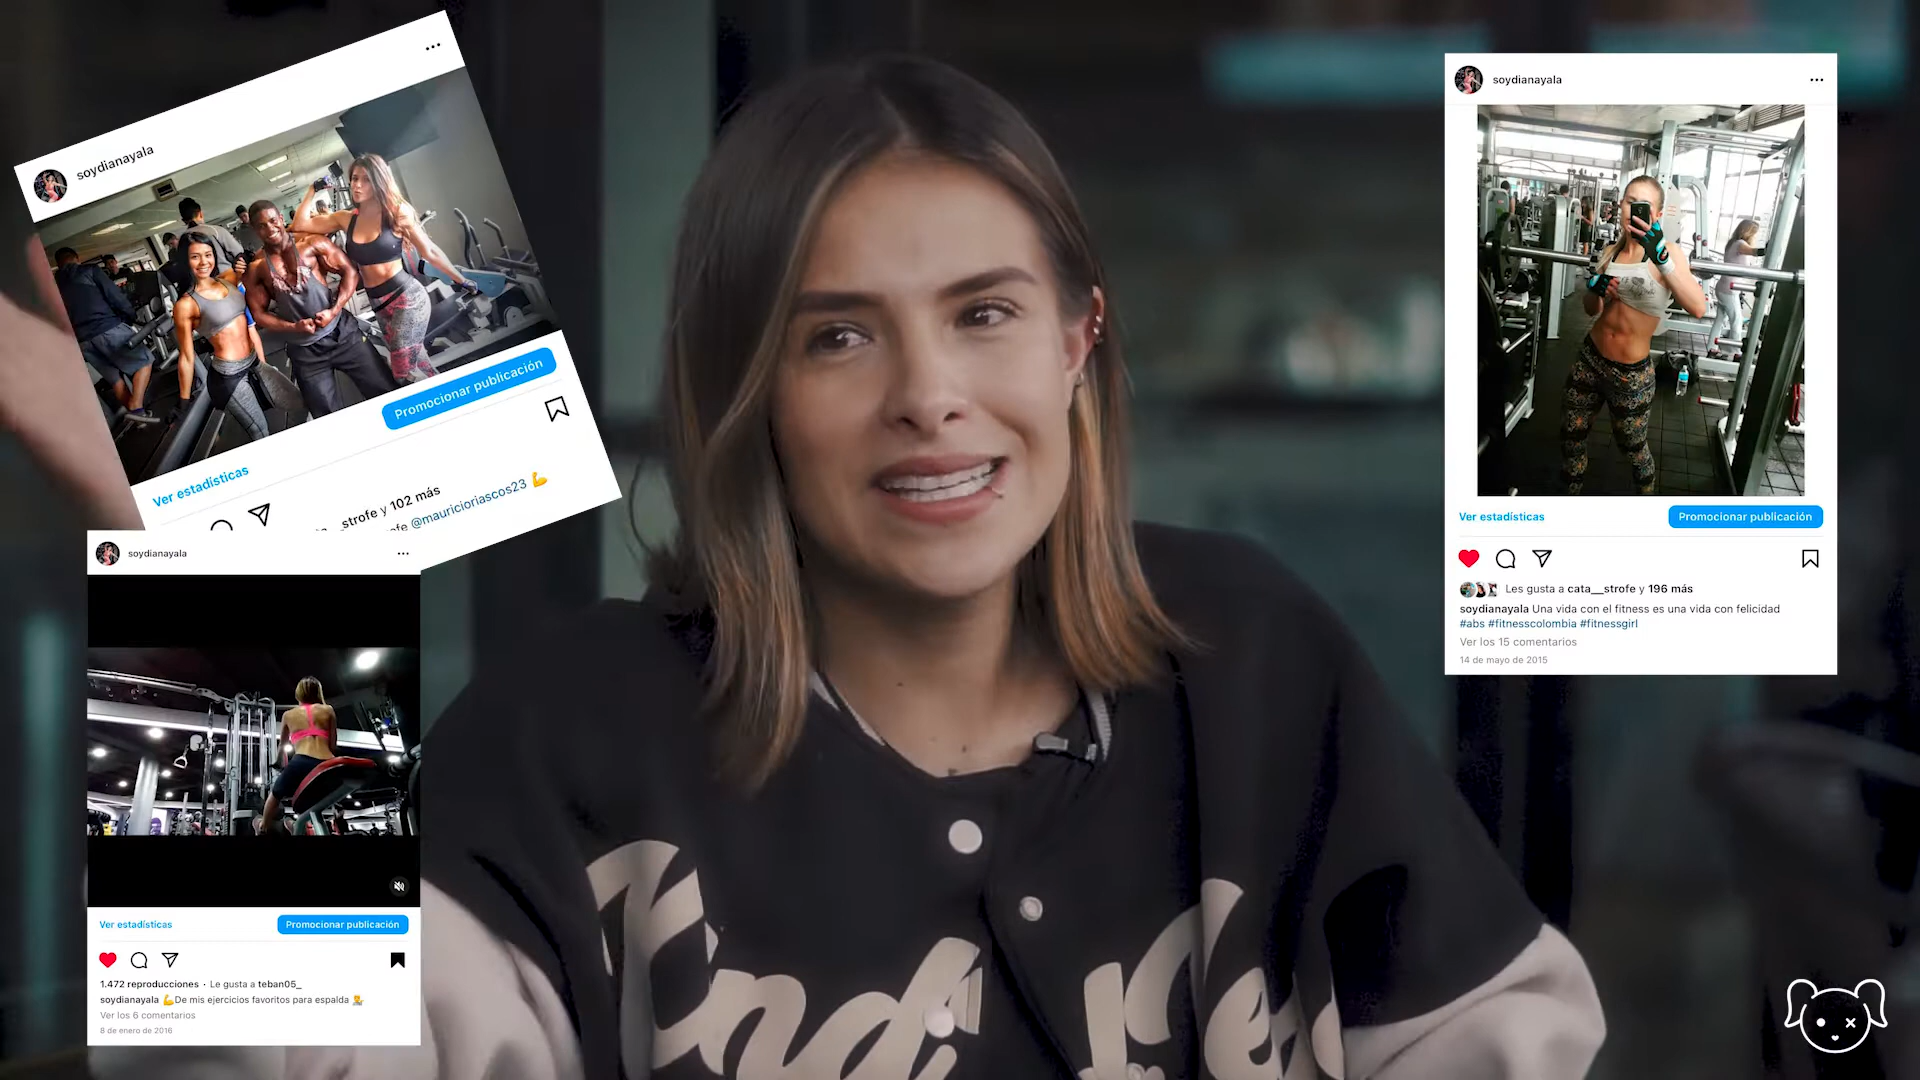 soydianayala
Promocionar publicación
Ver estadísticas
_strofe y 102 más
@mauricioriascos23 💪
soydianayala
Ver estadísticas
Promocionar publicación
1.472 reproducciones · Le gusta a teban05_
soydianayala 💪De mis ejercicios favoritos para espalda
Ver los 6 comentarios
8 de enero de 2016
soydianayala
Ver estadísticas
Promocionar publicación
Les gusta a cata__strofe y 196 más
soydianayala Una vida con el fitness es una vida con felicidad
#abs #fitnesscolombia #fitnessgirl
Ver los 15 comentarios
14 de mayo de 2015